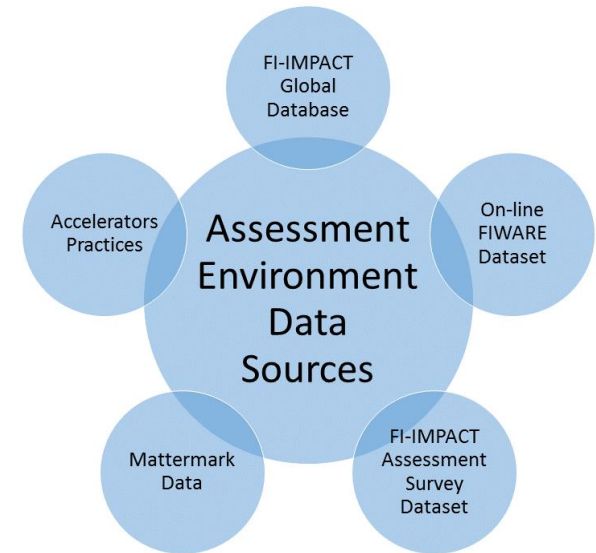 FI-IMPACT
Global
Database
Accelerators
Practices
Assessment
Environment
Data
Sources
On-line
FIWARE
Dataset
Mattermark
Data
FI-IMPACT
Assessment
Survey
Dataset